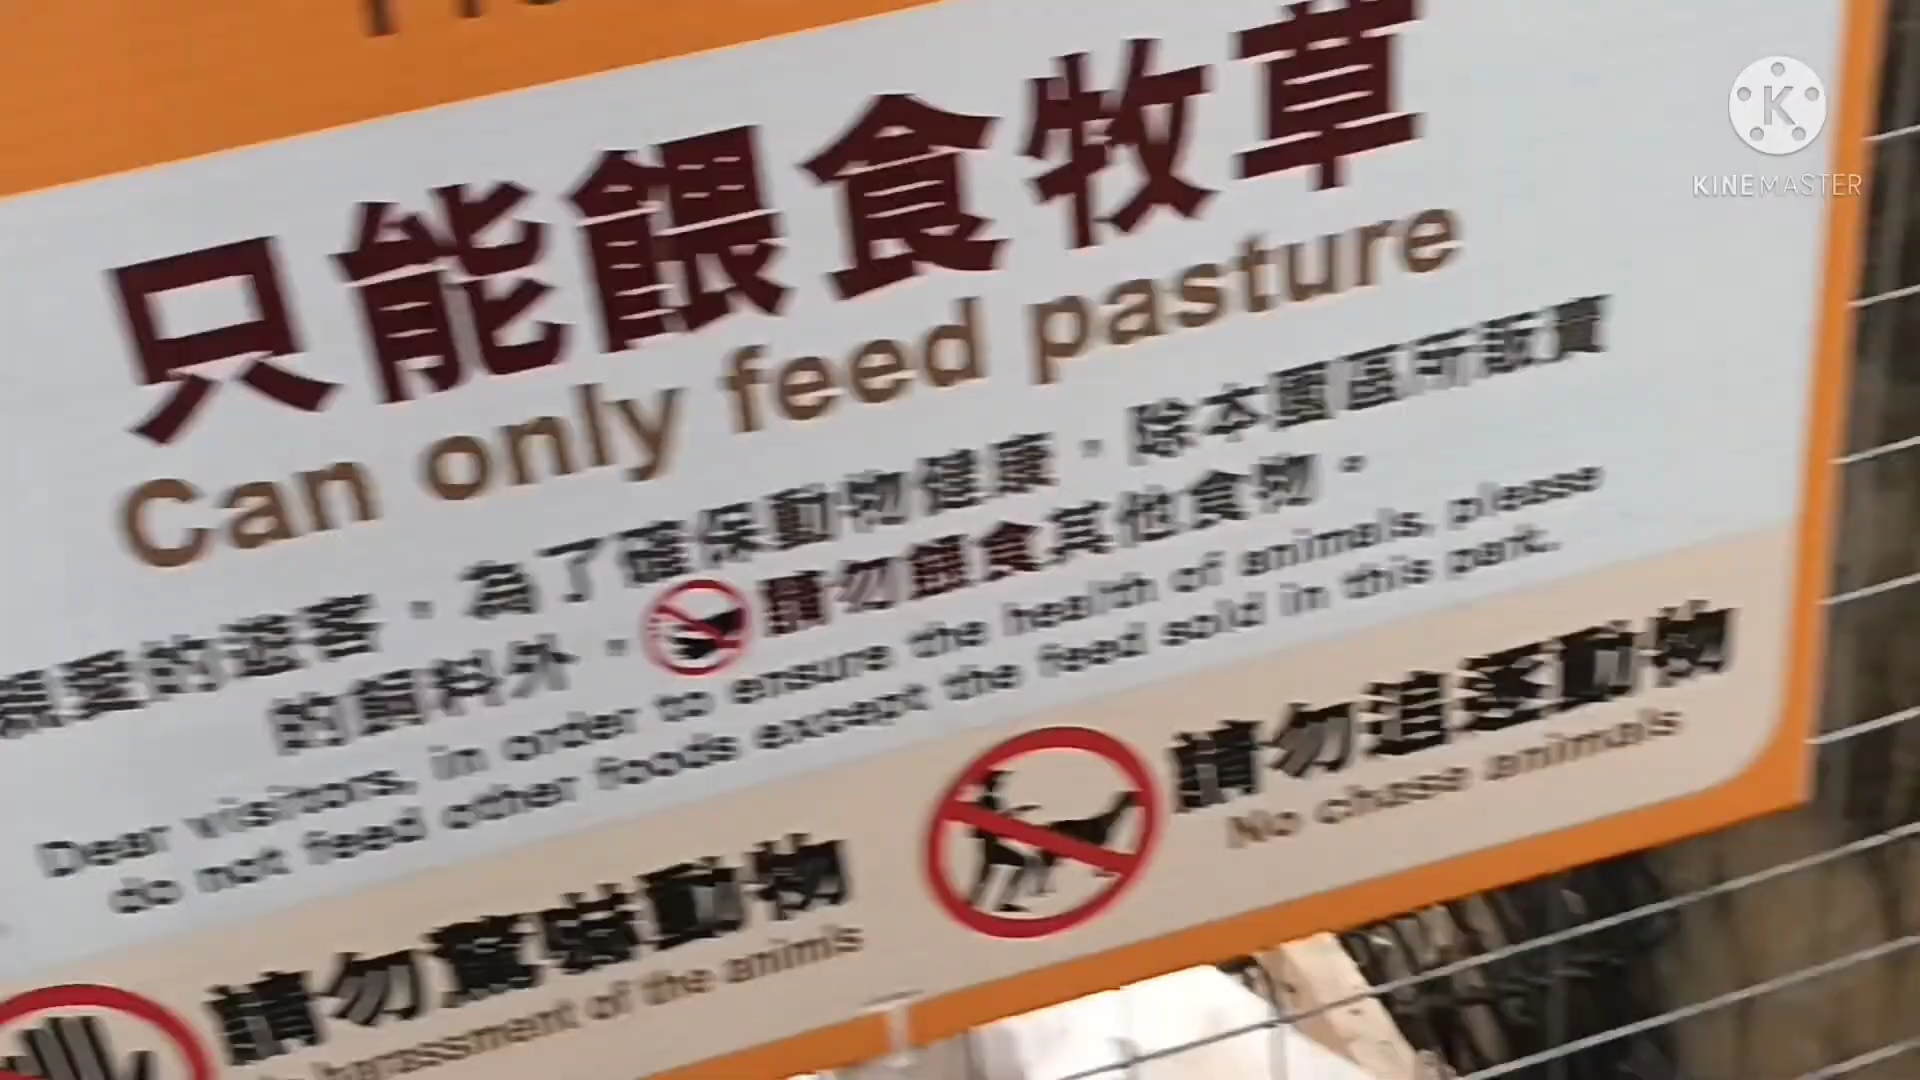 KINEMASTER
只能餵食牧草
Can only feed pasture
親愛的遊客，為了確保動物健康，除本園區所販賣
的飼料外，請勿餵食其他食物。
Dear visitors, in order to ensure the health of animals, please
do not feed other foods except the feed sold in this park.
請勿追逐動物
No chase animals
請勿驚嚇動物
harassment of the animls